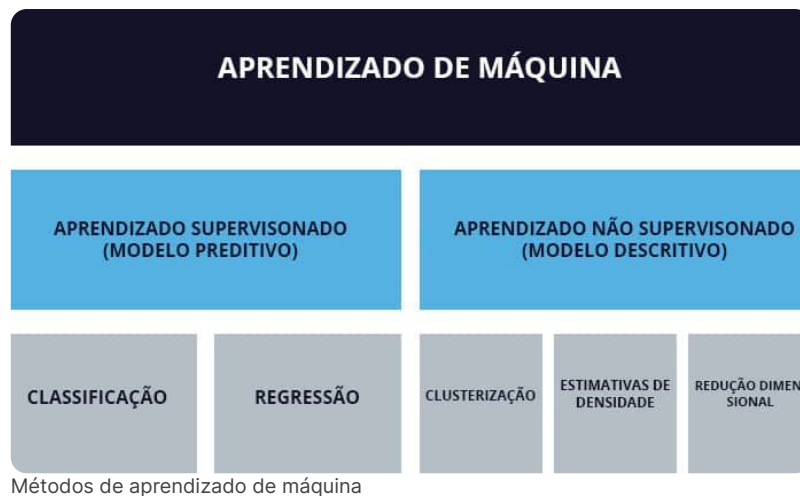 APRENDIZADO DE MÁQUINA
APRENDIZADO SUPERVISONADO
(MODELO PREDITIVO)
APRENDIZADO NÃO SUPERVISONADO
(MODELO DESCRITIVO)
CLASSIFICAÇÃO
REGRESSÃO
CLUSTERIZAÇÃO
ESTIMATIVAS DE
DENSIDADE
REDUÇÃO DIMEN
SIONAL
Métodos de aprendizado de máquina